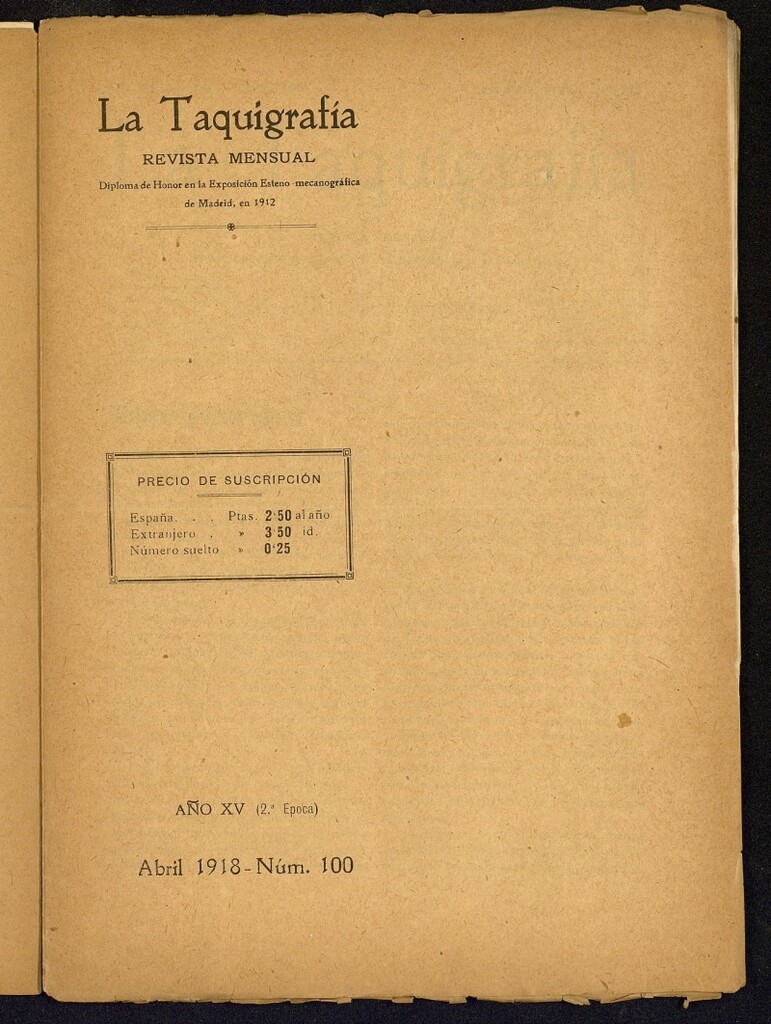 La Taquigrafía
REVISTA MENSUAL
Diploma de Honor en la Exposición Esteno-mecanográfica
de Madrid, en 1912
PRECIO DE SUSCRIPCIÓN
España. . . Ptas. 2'50 al año
Extranjero . » 3'50 id.
Número suelto » 0'25
AÑO XV (2.ª Epoca)
Abril 1918 - Núm. 100